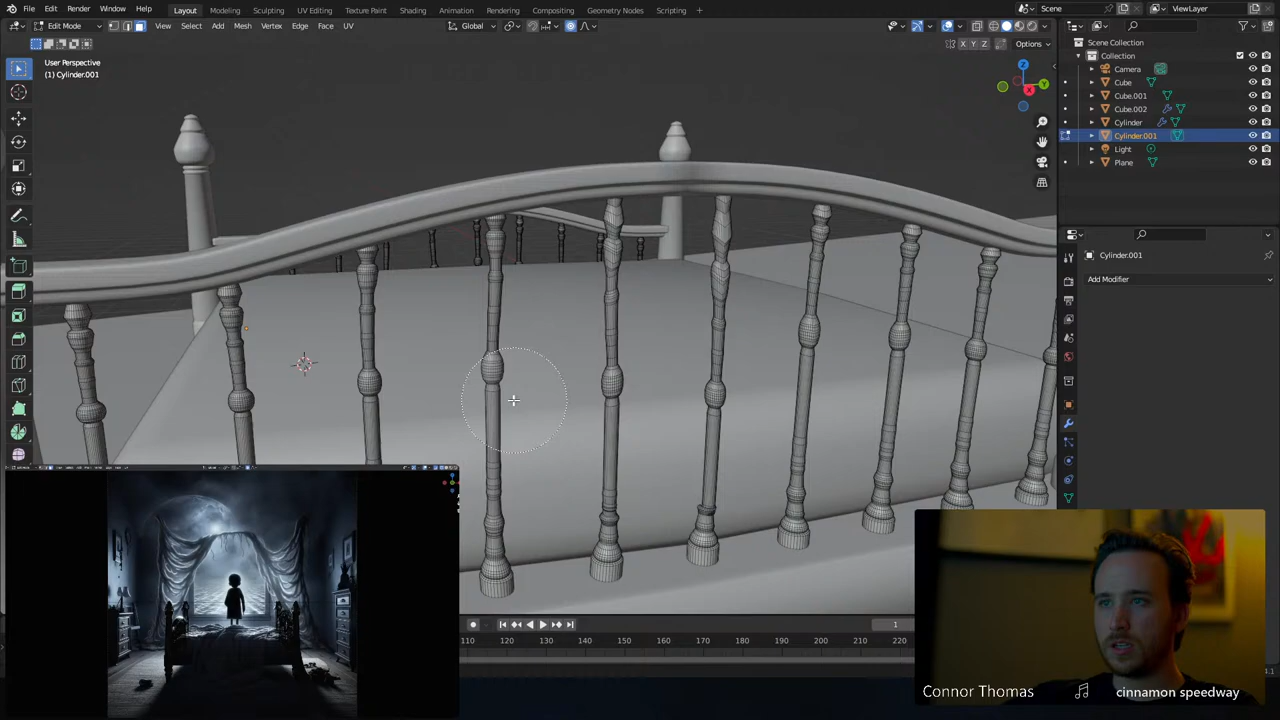 File Edit Render Window Help Layout Modeling Sculpting UV Editing Texture Paint Shading Animation Rendering Compositing Geometry Nodes Scripting Scene ViewLayer
Edit Mode View Select Add Mesh Vertex Edge Face UV Global
X Y Z Options
Scene Collection
Collection
Camera
Cube
Cube.001
Cube.002
Cylinder
Cylinder.001
Light
Plane
User Perspective
(1) Cylinder.001
Z
Y
X
Cylinder.001
Add Modifier
1
110 120 130 140 150 160 170 180 190 200 210 220
Connor Thomas cinnamon speedway